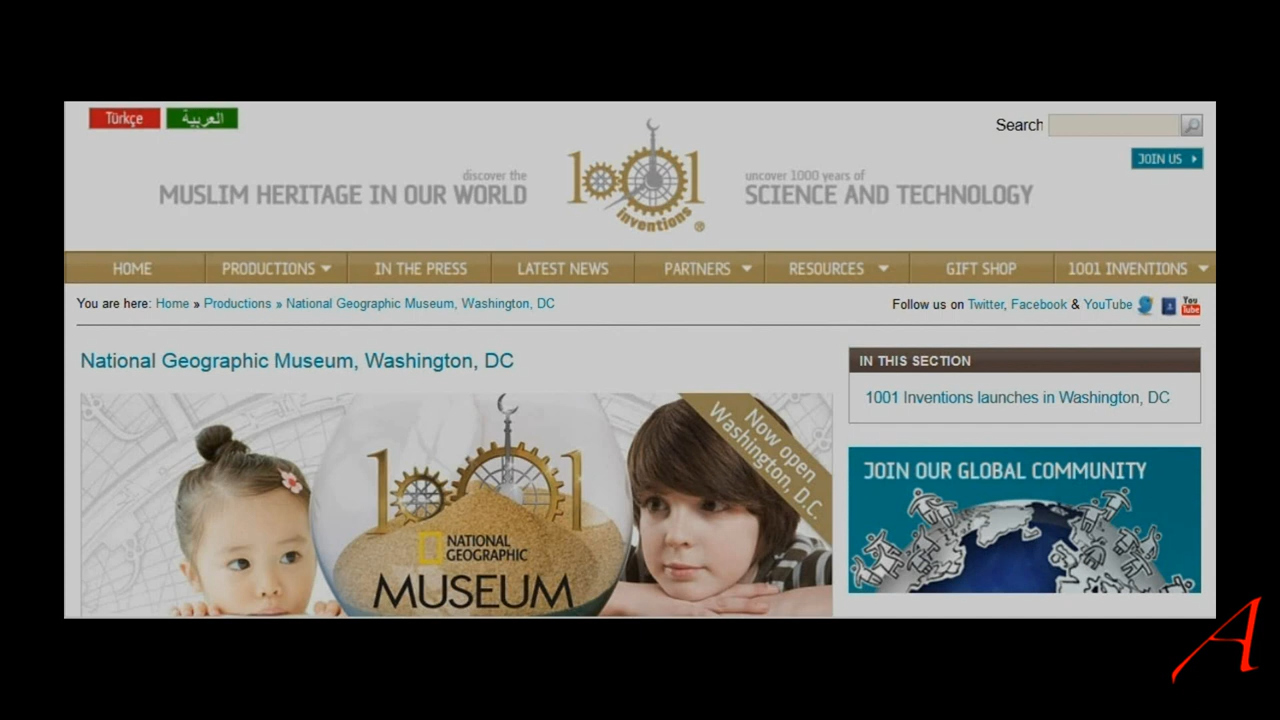 Türkçe العربية
Search
JOIN US
discover the
MUSLIM HERITAGE IN OUR WORLD
1001
inventions®
uncover 1000 years of
SCIENCE AND TECHNOLOGY
HOME PRODUCTIONS IN THE PRESS LATEST NEWS PARTNERS RESOURCES GIFT SHOP 1001 INVENTIONS
You are here: Home » Productions » National Geographic Museum, Washington, DC
Follow us on Twitter, Facebook & YouTube You Tube
National Geographic Museum, Washington, DC
1001
NATIONAL
GEOGRAPHIC
MUSEUM
Now open
Washington, D.C.
IN THIS SECTION
1001 Inventions launches in Washington, DC
JOIN OUR GLOBAL COMMUNITY
A